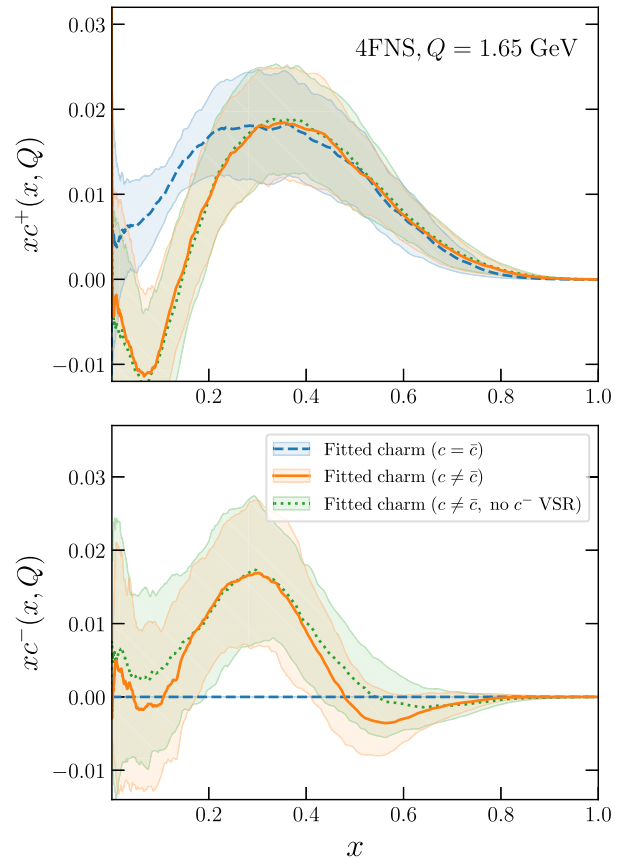 0.03
4FNS, Q = 1.65 GeV
0.02
0.01
0.00
−0.01
xc⁺(x, Q)
0.2 0.4 0.6 0.8 1.0
Fitted charm (c = c̄)
Fitted charm (c ≠ c̄)
Fitted charm (c ≠ c̄, no c⁻ VSR)
0.03
0.02
0.01
0.00
−0.01
xc⁻(x, Q)
0.2 0.4 0.6 0.8 1.0
x